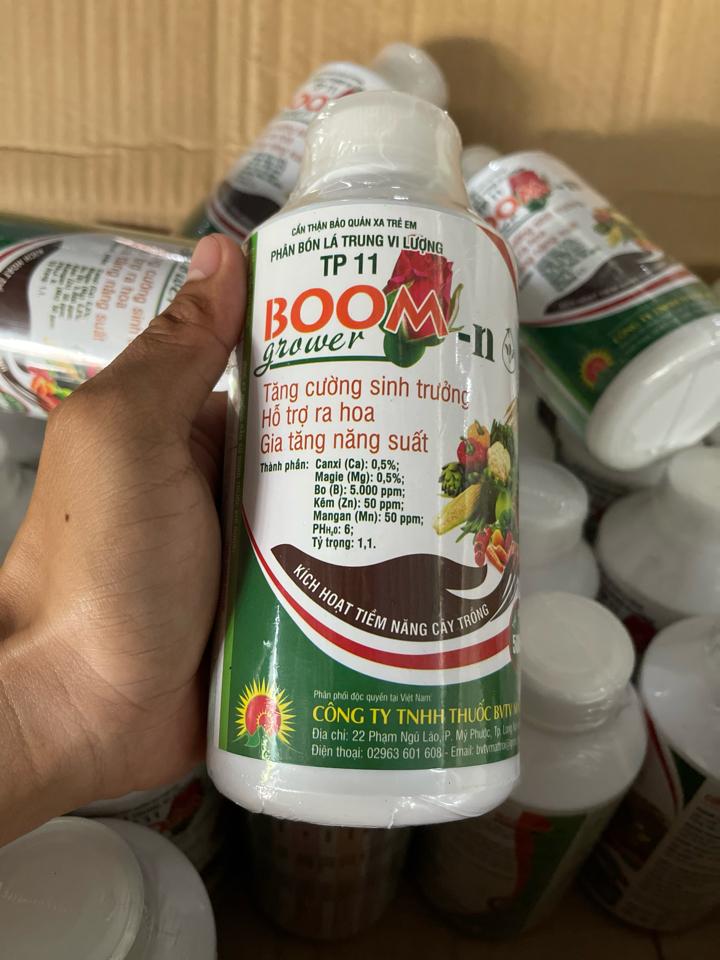 CẨN THẬN BẢO QUẢN XA TRẺ EM
PHÂN BÓN LÁ TRUNG VI LƯỢNG
TP 11
BOOM-n
grower
Tăng cường sinh trưởng
Hỗ trợ ra hoa
Gia tăng năng suất
Thành phần: Canxi (Ca): 0,5%;
Magie (Mg): 0,5%;
Bo (B): 5.000 ppm;
Kẽm (Zn): 50 ppm;
Mangan (Mn): 50 ppm;
PHH₂0: 6;
Tỷ trọng: 1,1.
KÍCH HOẠT TIỀM NĂNG CÂY TRỒNG
Phân phối độc quyền tại Việt Nam
CÔNG TY TNHH THUỐC BVTV
Địa chỉ: 22 Phạm Ngũ Lão, P. Mỹ Phước, Tp. Long
Điện thoại: 02963 601 608 - Email: